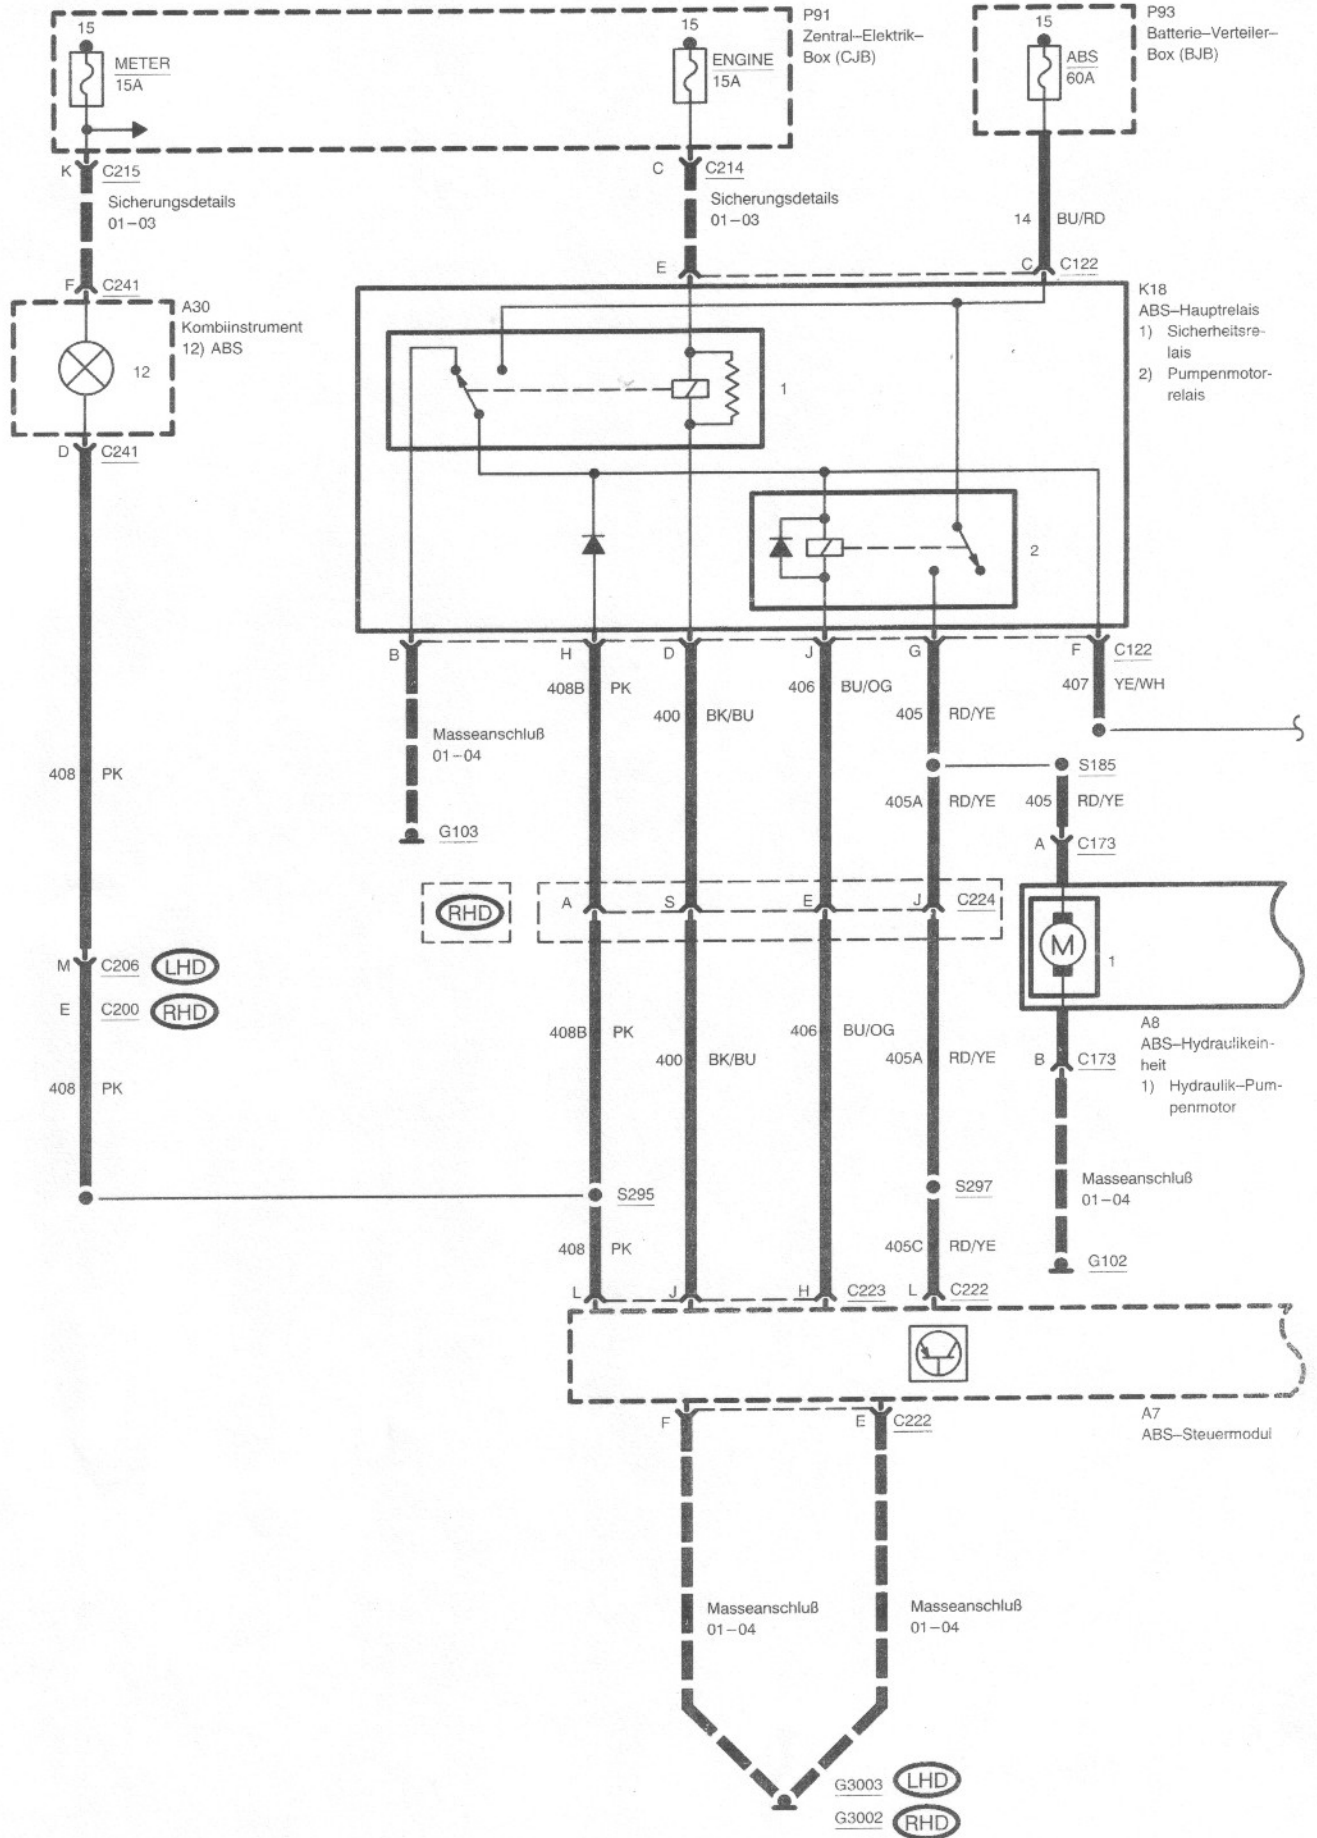 15
METER
15A
15
ENGINE
15A
P91
Zentral–Elektrik–
Box (CJB)
15
ABS
60A
P93
Batterie–Verteiler–
Box (BJB)
K
C215
Sicherungsdetails
01–03
C
C214
Sicherungsdetails
01–03
14
BU/RD
F
C241
E
C
C122
A30
Kombiinstrument
12) ABS
12
D
C241
K18
ABS–Hauptrelais
1) Sicherheitsre-
lais
2) Pumpenmotor-
relais
1
2
B
H
D
J
G
F
C122
408B
PK
400
BK/BU
406
BU/OG
405
RD/YE
407
YE/WH
Masseanschluß
01–04
G103
408
PK
S185
405A
RD/YE
405
RD/YE
A
C173
RHD
A
S
E
J
C224
M
1
M
C206
LHD
E
C200
RHD
A8
ABS–Hydraulikein-
heit
1) Hydraulik–Pum-
penmotor
B
C173
408B
PK
400
BK/BU
406
BU/OG
405A
RD/YE
408
PK
Masseanschluß
01–04
G102
S295
S297
408
PK
405C
RD/YE
L
J
H
C223
L
C222
A7
ABS–Steuermodul
F
E
C222
Masseanschluß
01–04
Masseanschluß
01–04
G3003
LHD
G3002
RHD